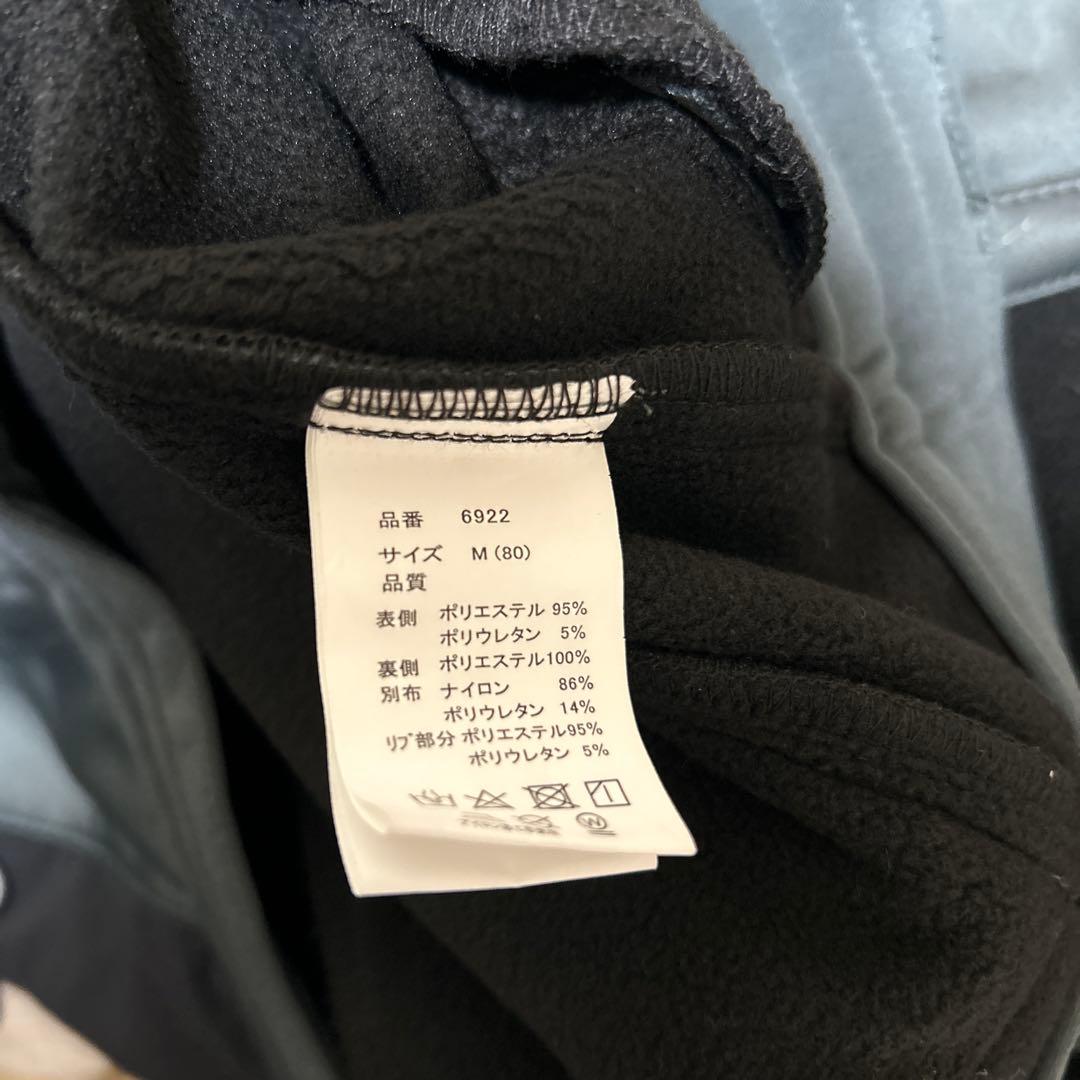 品番 6922
サイズ M(80)
品質
表側 ポリエステル 95%
ポリウレタン 5%
裏側 ポリエステル100%
別布 ナイロン 86%
ポリウレタン 14%
リブ部分 ポリエステル95%
ポリウレタン 5%
W